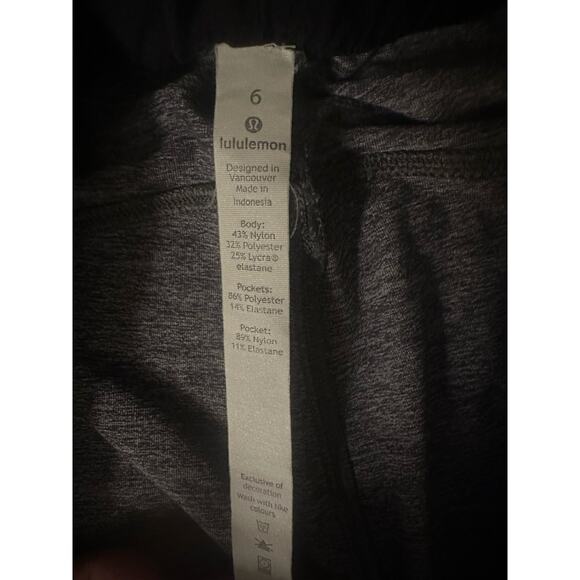 6
lululemon
Designed in
Vancouver
Made in
Indonesia
Body:
43% Nylon
32% Polyester
25% Lycra®
elastane
Pockets:
86% Polyester
14% Elastane
Pocket:
89% Nylon
11% Elastane
Exclusive of
decoration
Wash with like
colours